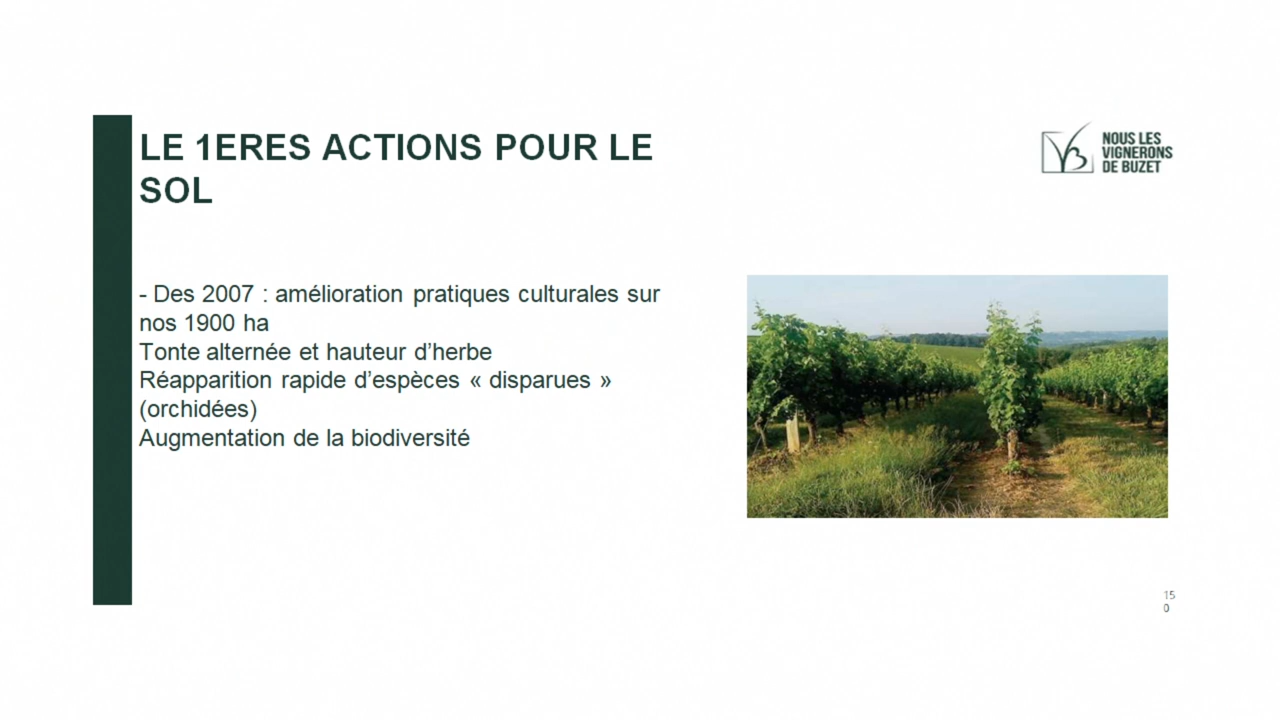 LE 1ERES ACTIONS POUR LE
SOL
NOUS LES
VIGNERONS
DE BUZET
- Des 2007 : amélioration pratiques culturales sur
nos 1900 ha
Tonte alternée et hauteur d’herbe
Réapparition rapide d’espèces « disparues »
(orchidées)
Augmentation de la biodiversité
15
0